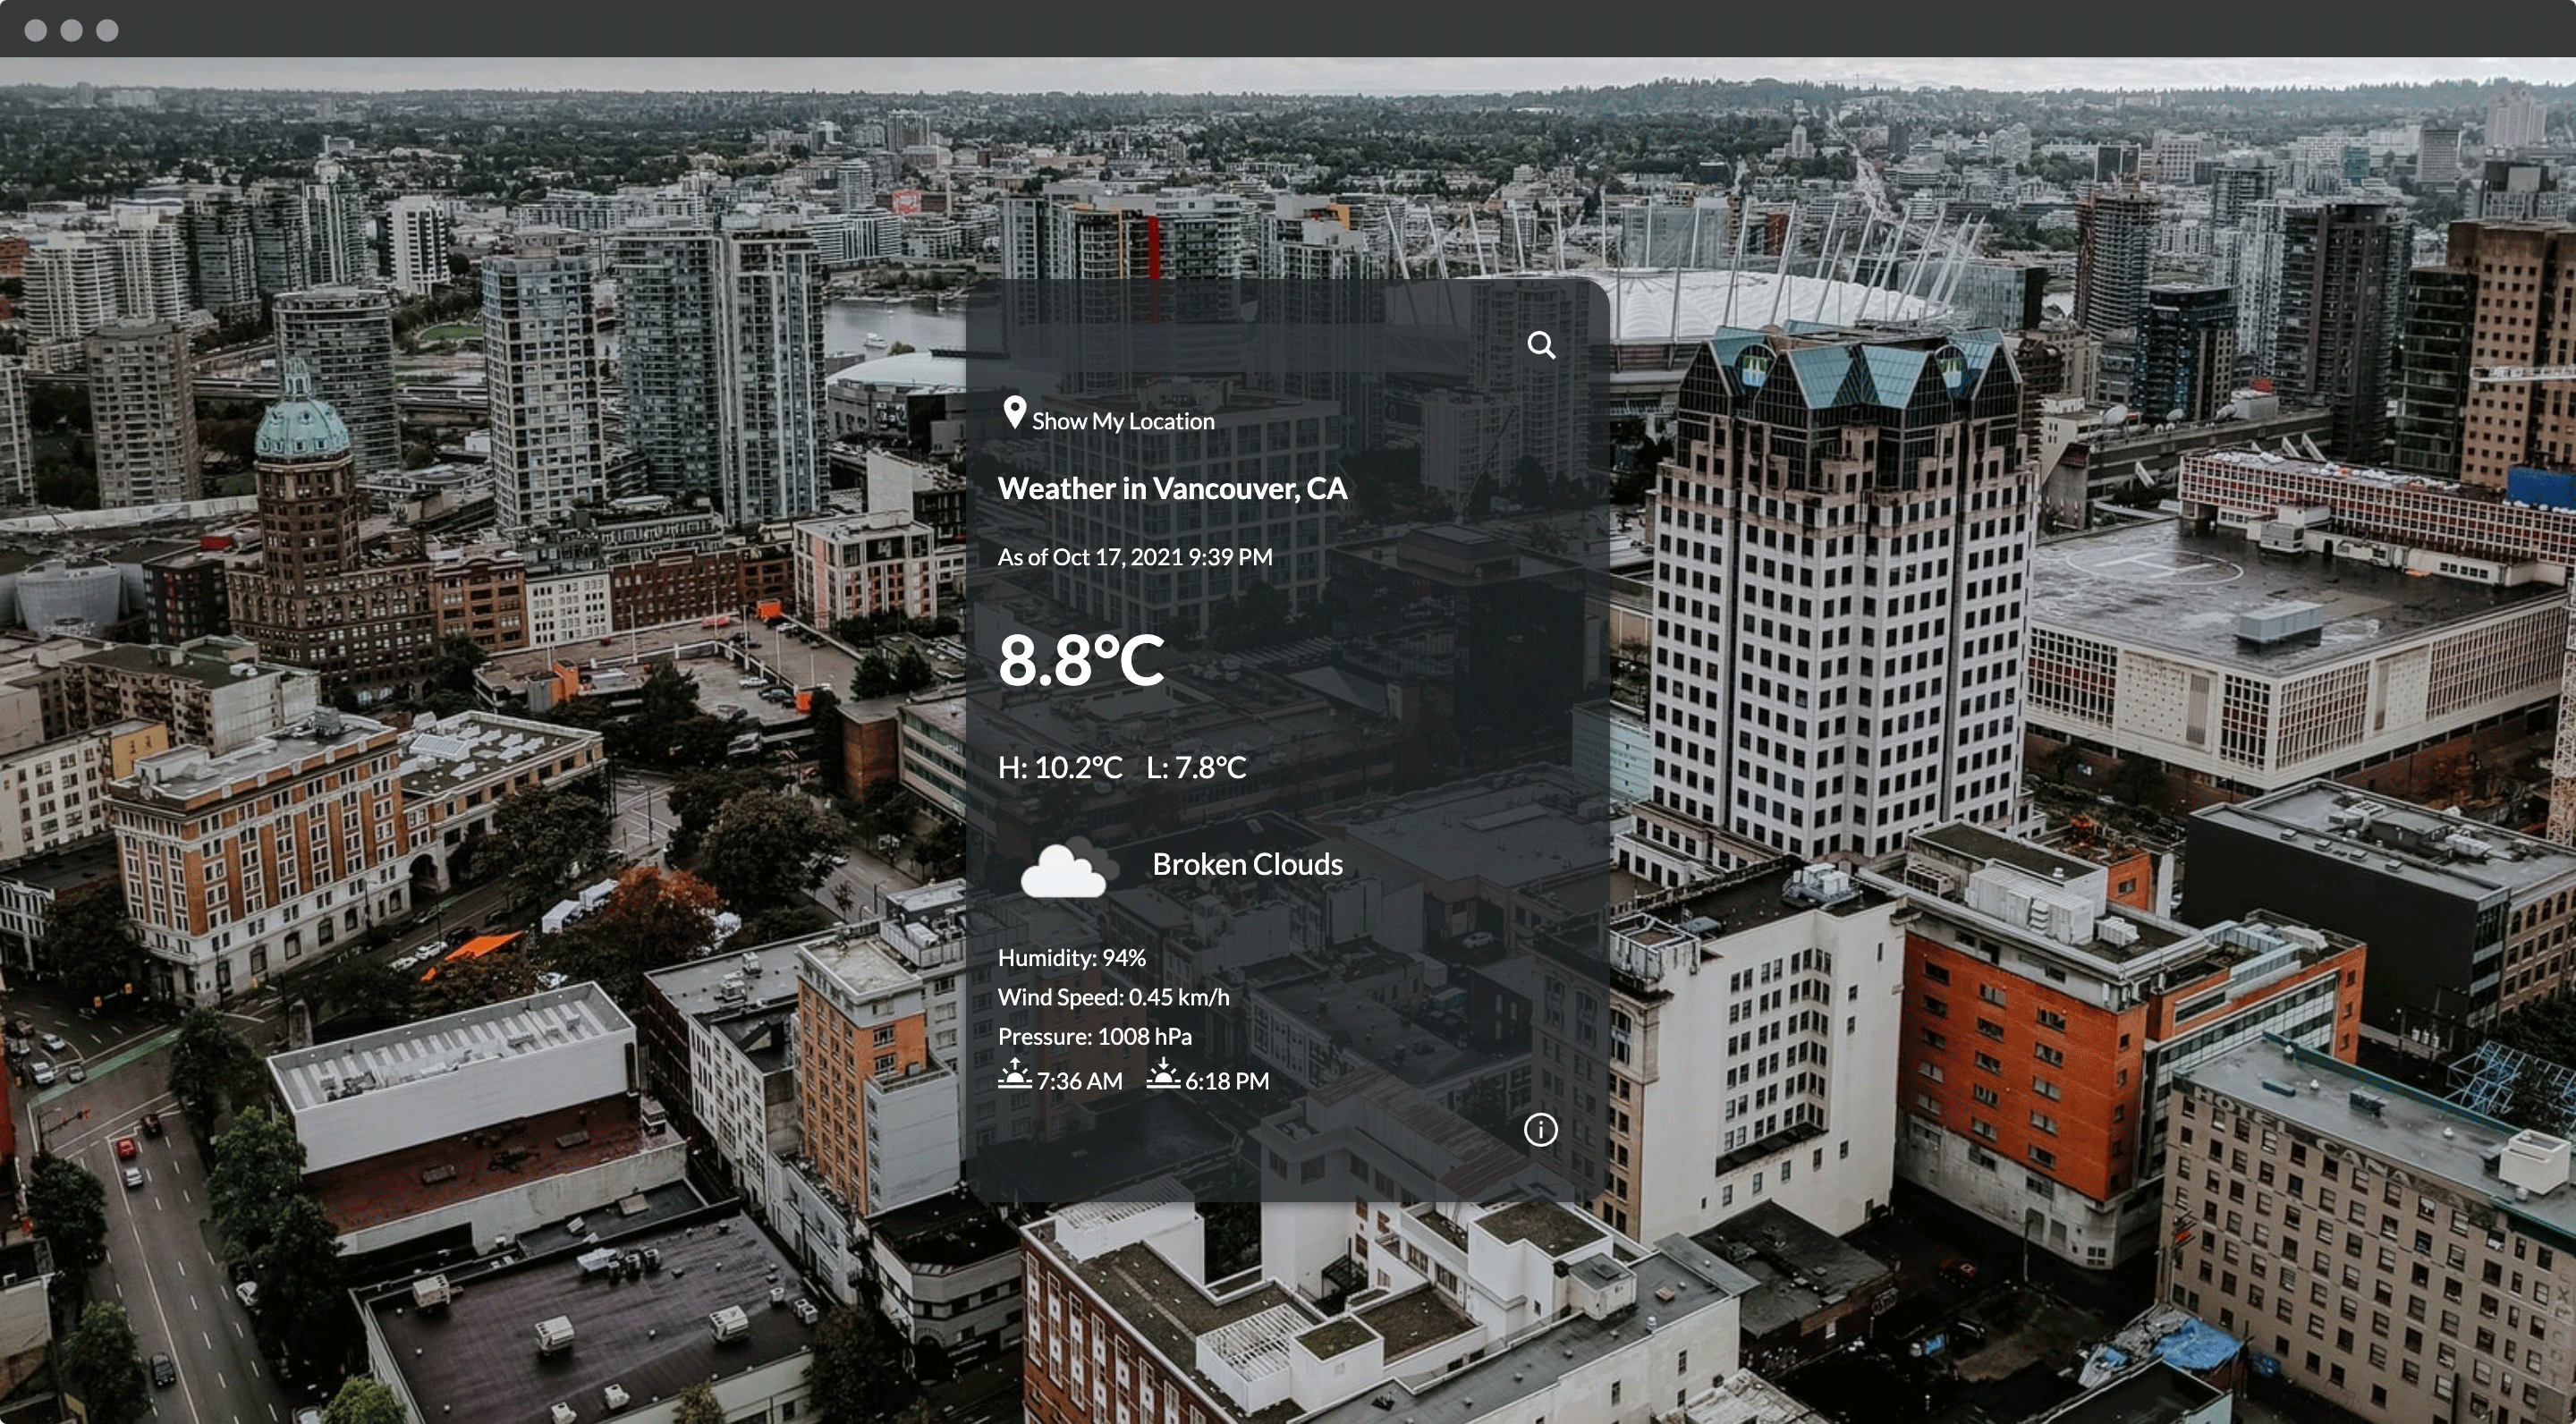 Show My Location
Weather in Vancouver, CA
As of Oct 17, 2021 9:39 PM
8.8°C
H: 10.2°C L: 7.8°C
Broken Clouds
Humidity: 94%
Wind Speed: 0.45 km/h
Pressure: 1008 hPa
7:36 AM 6:18 PM